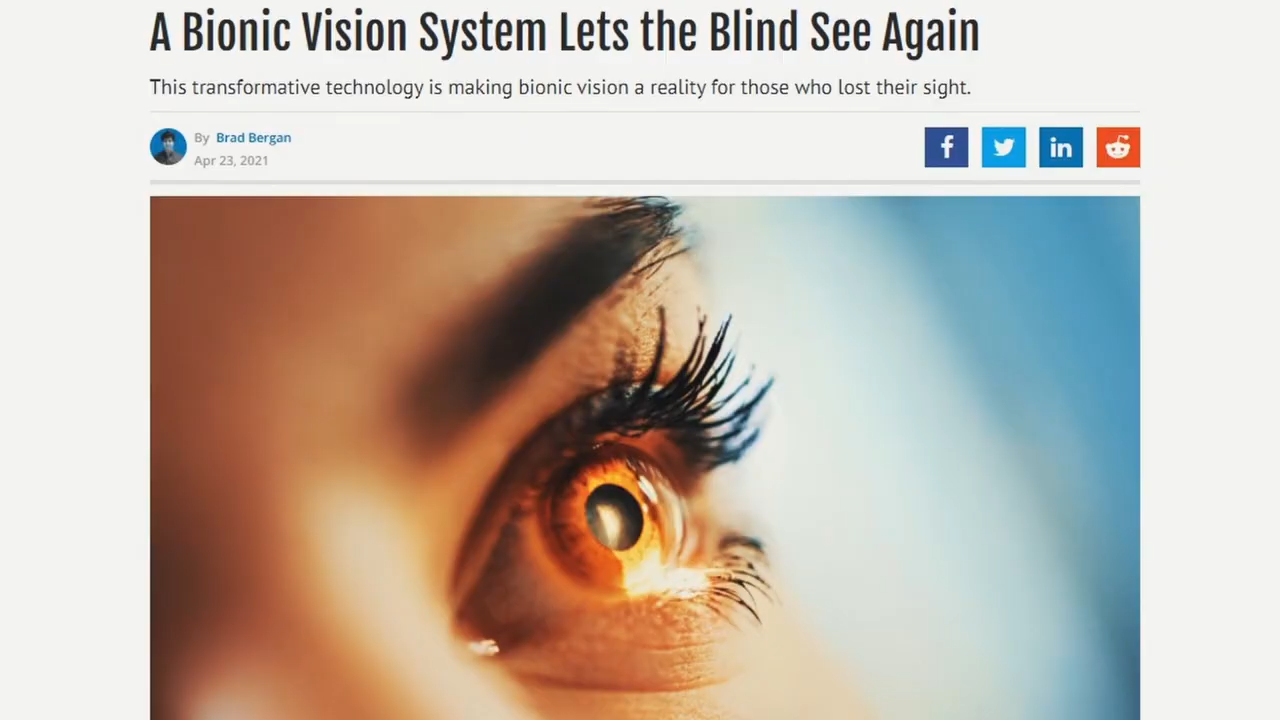 A Bionic Vision System Lets the Blind See Again
This transformative technology is making bionic vision a reality for those who lost their sight.
By Brad Bergan
Apr 23, 2021